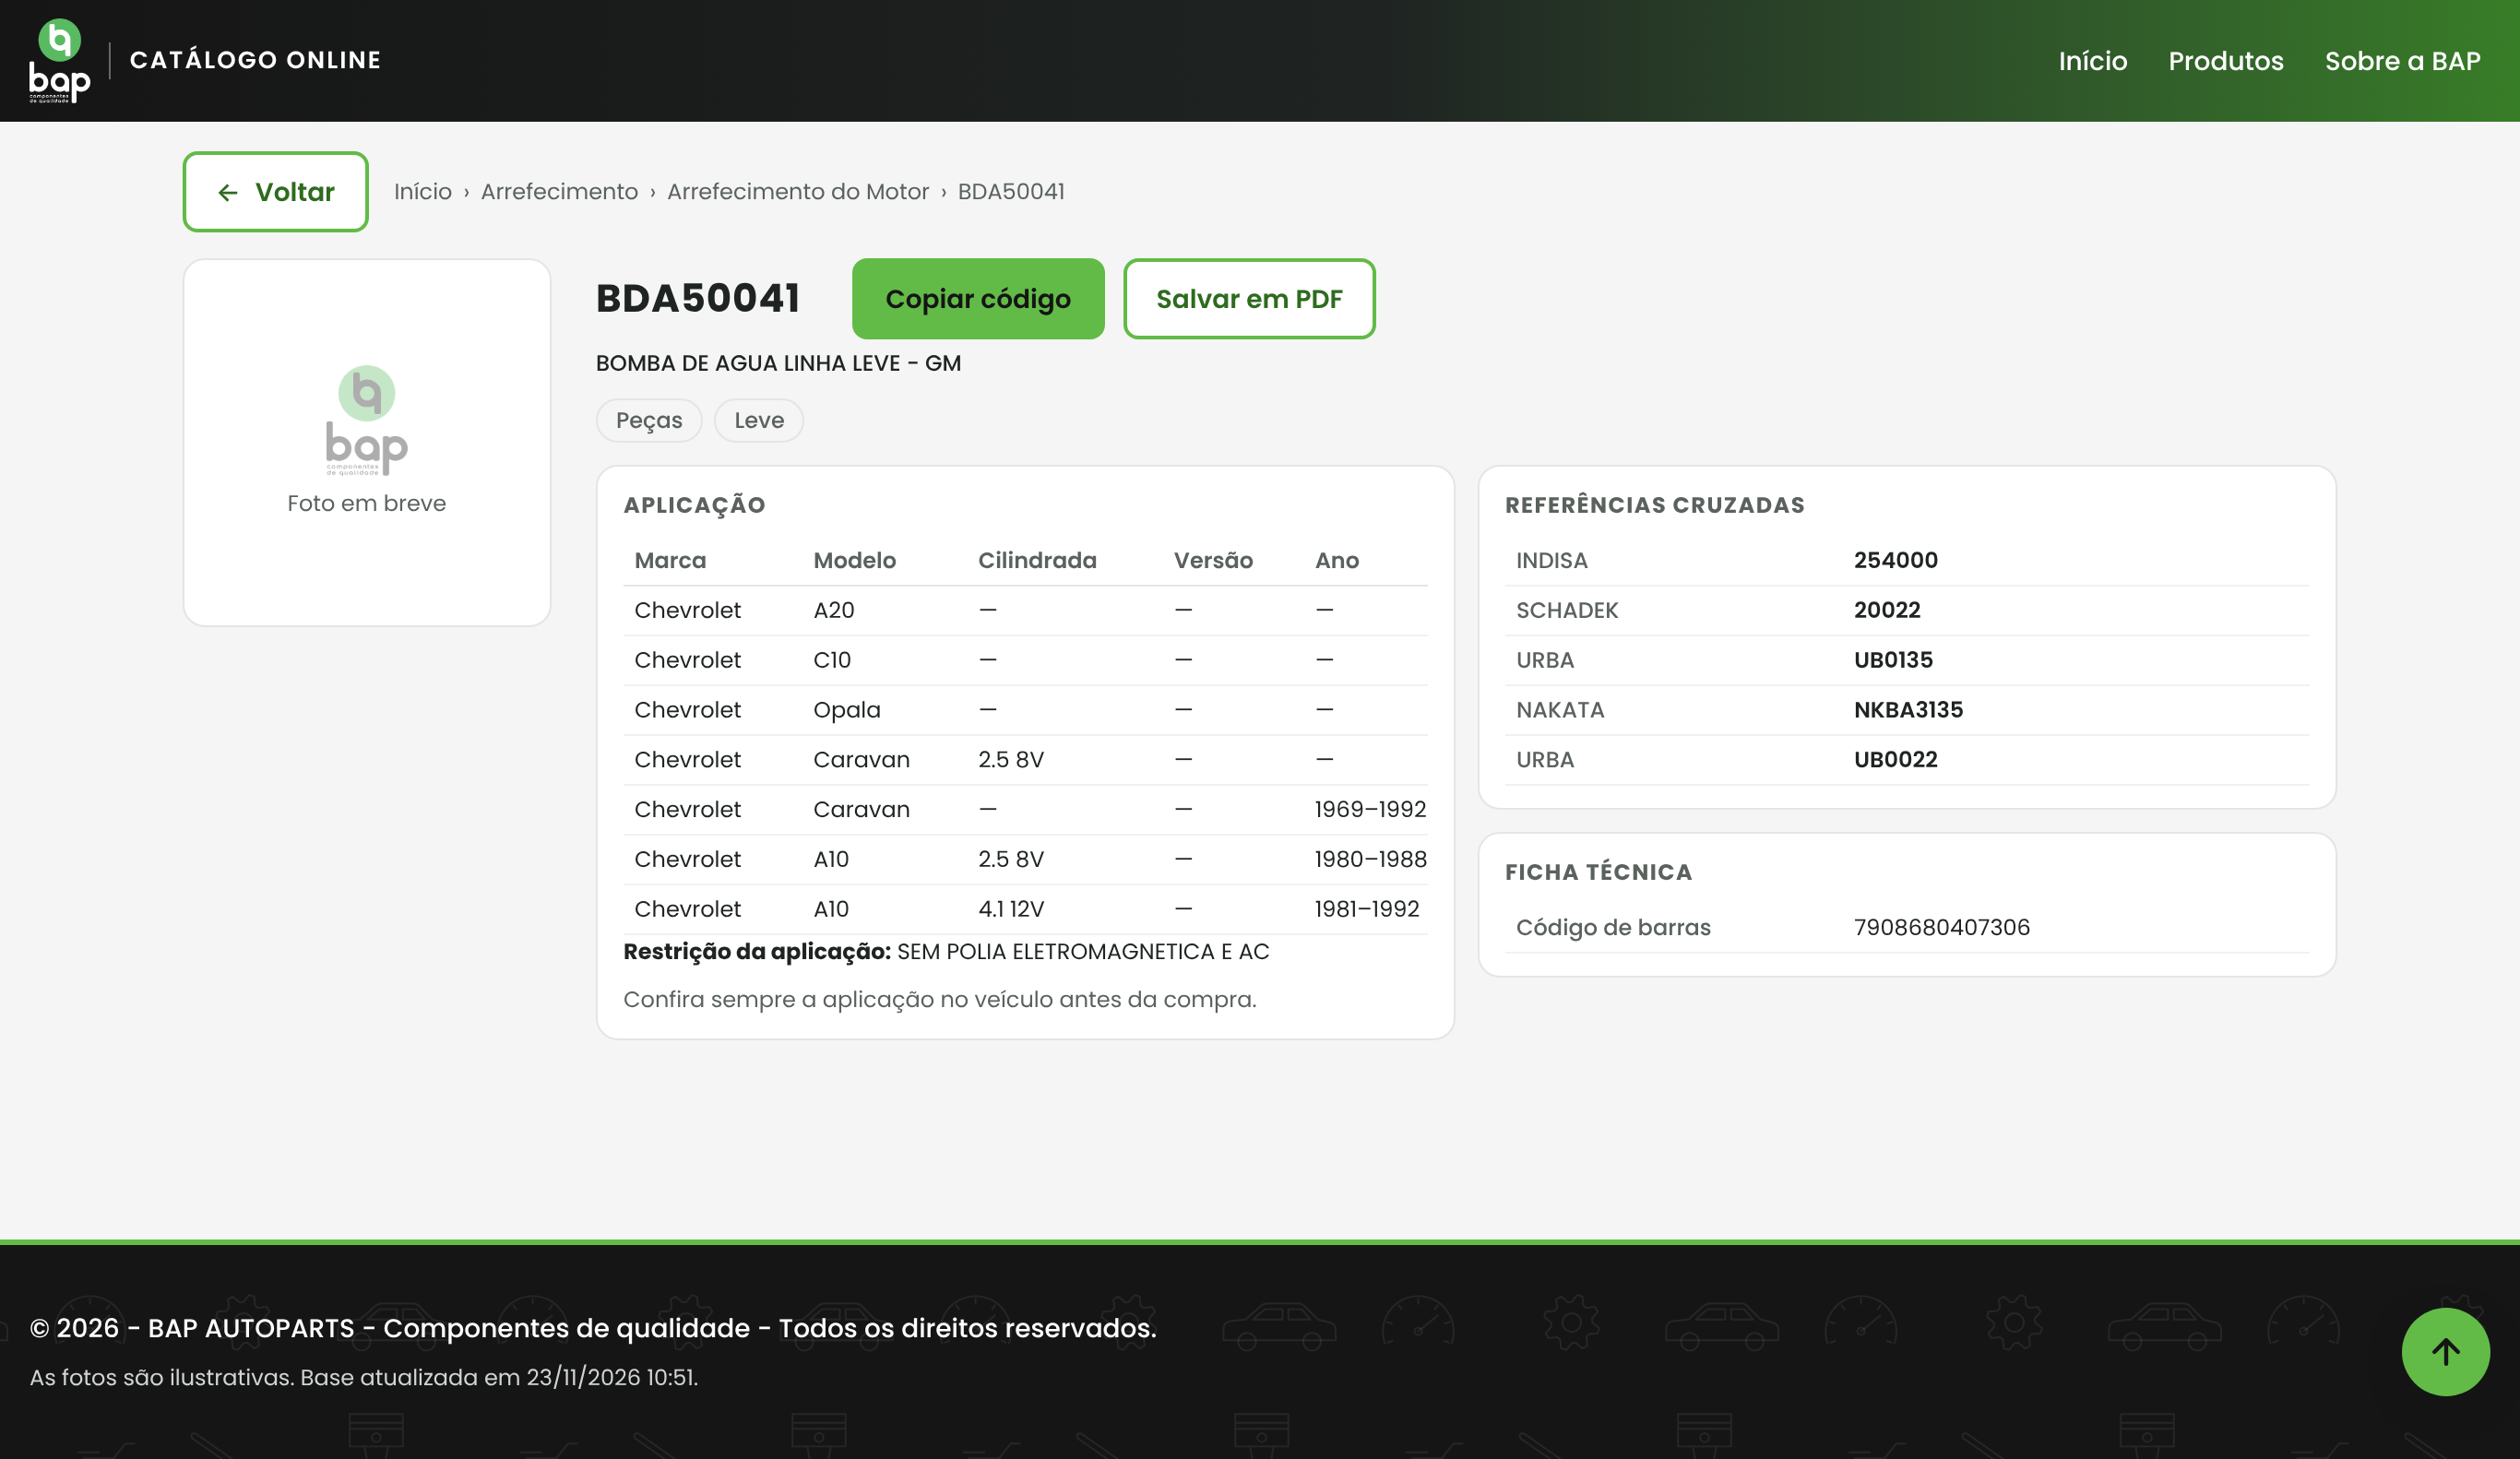 bap
componentes
de qualidade
CATÁLOGO ONLINE
Início Produtos Sobre a BAP
← Voltar
Início › Arrefecimento › Arrefecimento do Motor › BDA50041
bap
componentes
de qualidade
Foto em breve
BDA50041
Copiar código
Salvar em PDF
BOMBA DE AGUA LINHA LEVE - GM
Peças Leve
APLICAÇÃO
Marca Modelo Cilindrada Versão Ano
Chevrolet A20 — — —
Chevrolet C10 — — —
Chevrolet Opala — — —
Chevrolet Caravan 2.5 8V — —
Chevrolet Caravan — — 1969–1992
Chevrolet A10 2.5 8V — 1980–1988
Chevrolet A10 4.1 12V — 1981–1992
Restrição da aplicação: SEM POLIA ELETROMAGNETICA E AC
Confira sempre a aplicação no veículo antes da compra.
REFERÊNCIAS CRUZADAS
INDISA 254000
SCHADEK 20022
URBA UB0135
NAKATA NKBA3135
URBA UB0022
FICHA TÉCNICA
Código de barras 7908680407306
© 2026 - BAP AUTOPARTS - Componentes de qualidade - Todos os direitos reservados.
As fotos são ilustrativas. Base atualizada em 23/11/2026 10:51.